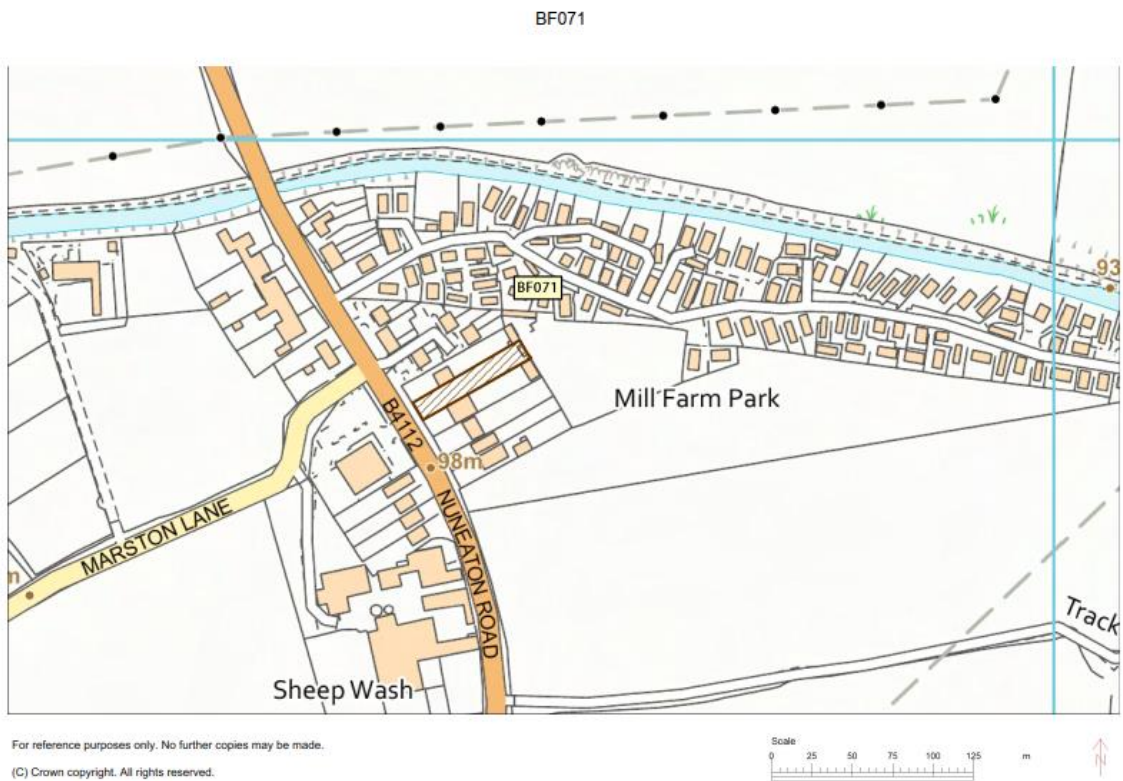 BF071
BF071
Mill Farm Park
B4112
98m
93
MARSTON LANE
NUNEATON ROAD
m
Track
Sheep Wash
For reference purposes only. No further copies may be made.
(C) Crown copyright. All rights reserved.
Scale
0 25 50 75 100 125 m
N